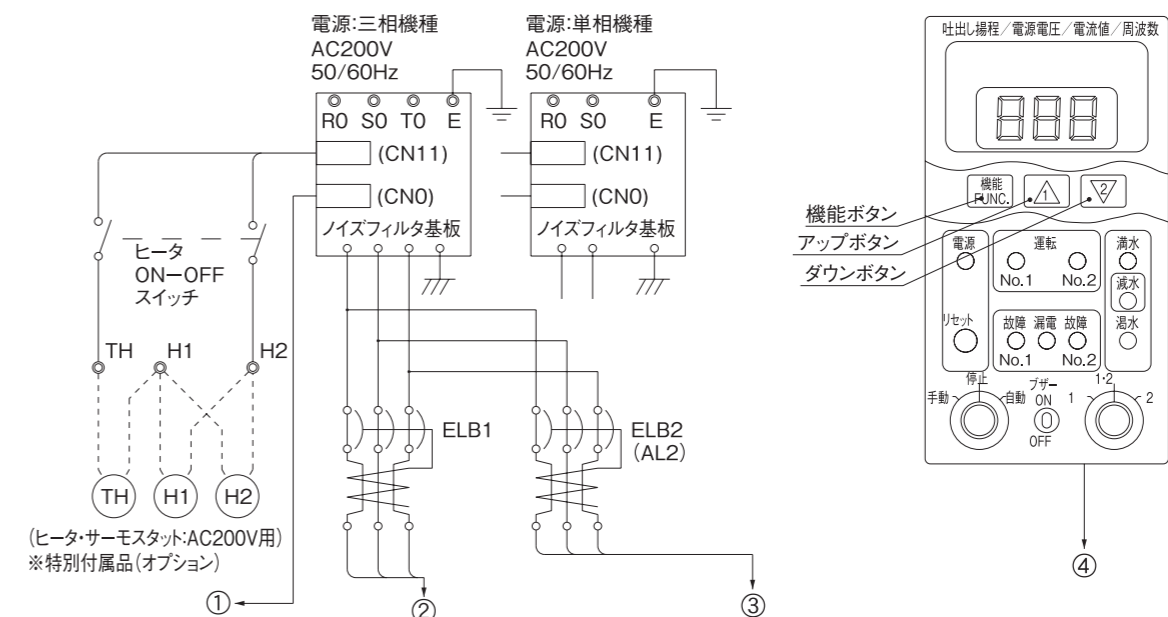 電源:三相機種
AC200V
50/60Hz
R0 S0 T0 E
(CN11)
(CN0)
ノイズフィルタ基板
電源:単相機種
AC200V
50/60Hz
R0 S0 E
(CN11)
(CN0)
ノイズフィルタ基板
ヒータ
ON−OFF
スイッチ
TH H1 H2
TH H1 H2
(ヒータ・サーモスタット:AC200V用)
※特別付属品(オプション)
ELB1
ELB2
(AL2)
①
②
③
吐出し揚程/電源電圧/電流値/周波数
888
機能
FUNC.
1
2
機能ボタン
アップボタン
ダウンボタン
電源
運転
No.1 No.2
満水
減水
渇水
リセット
故障 漏電 故障
No.1 No.2
停止
手動 自動
ブザー
ON
OFF
1・2
1 2
④